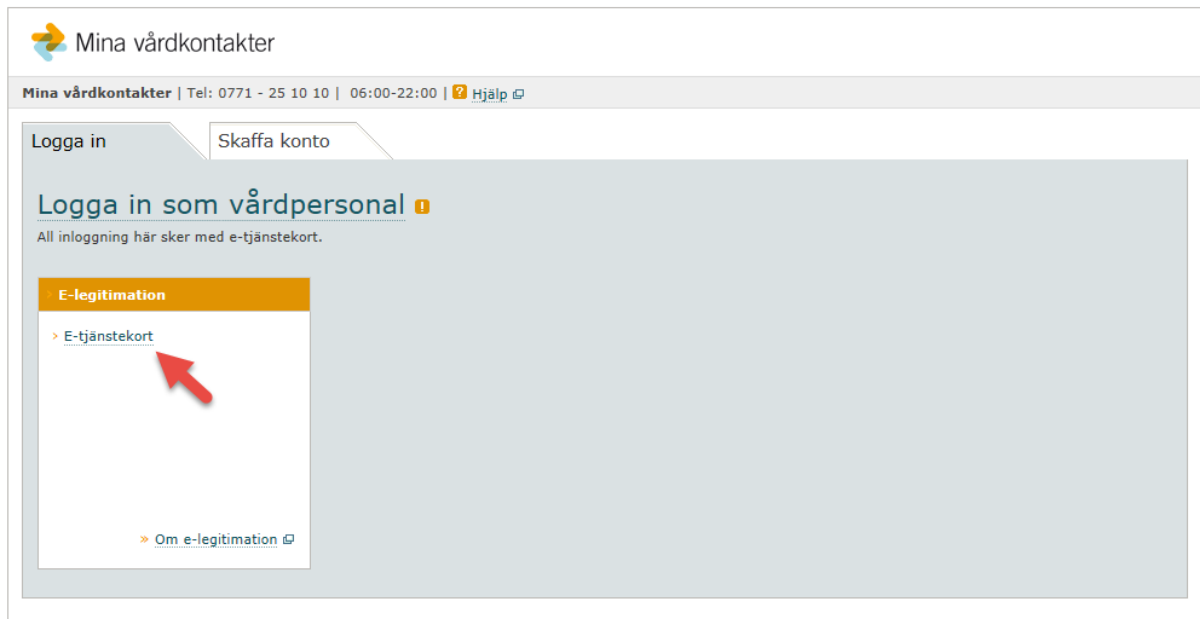 Mina vårdkontakter
Mina vårdkontakter | Tel: 0771 - 25 10 10 | 06:00-22:00 | ? Hjälp
Logga in
Skaffa konto
Logga in som vårdpersonal !
All inloggning här sker med e-tjänstekort.
› E-legitimation
› E-tjänstekort
» Om e-legitimation